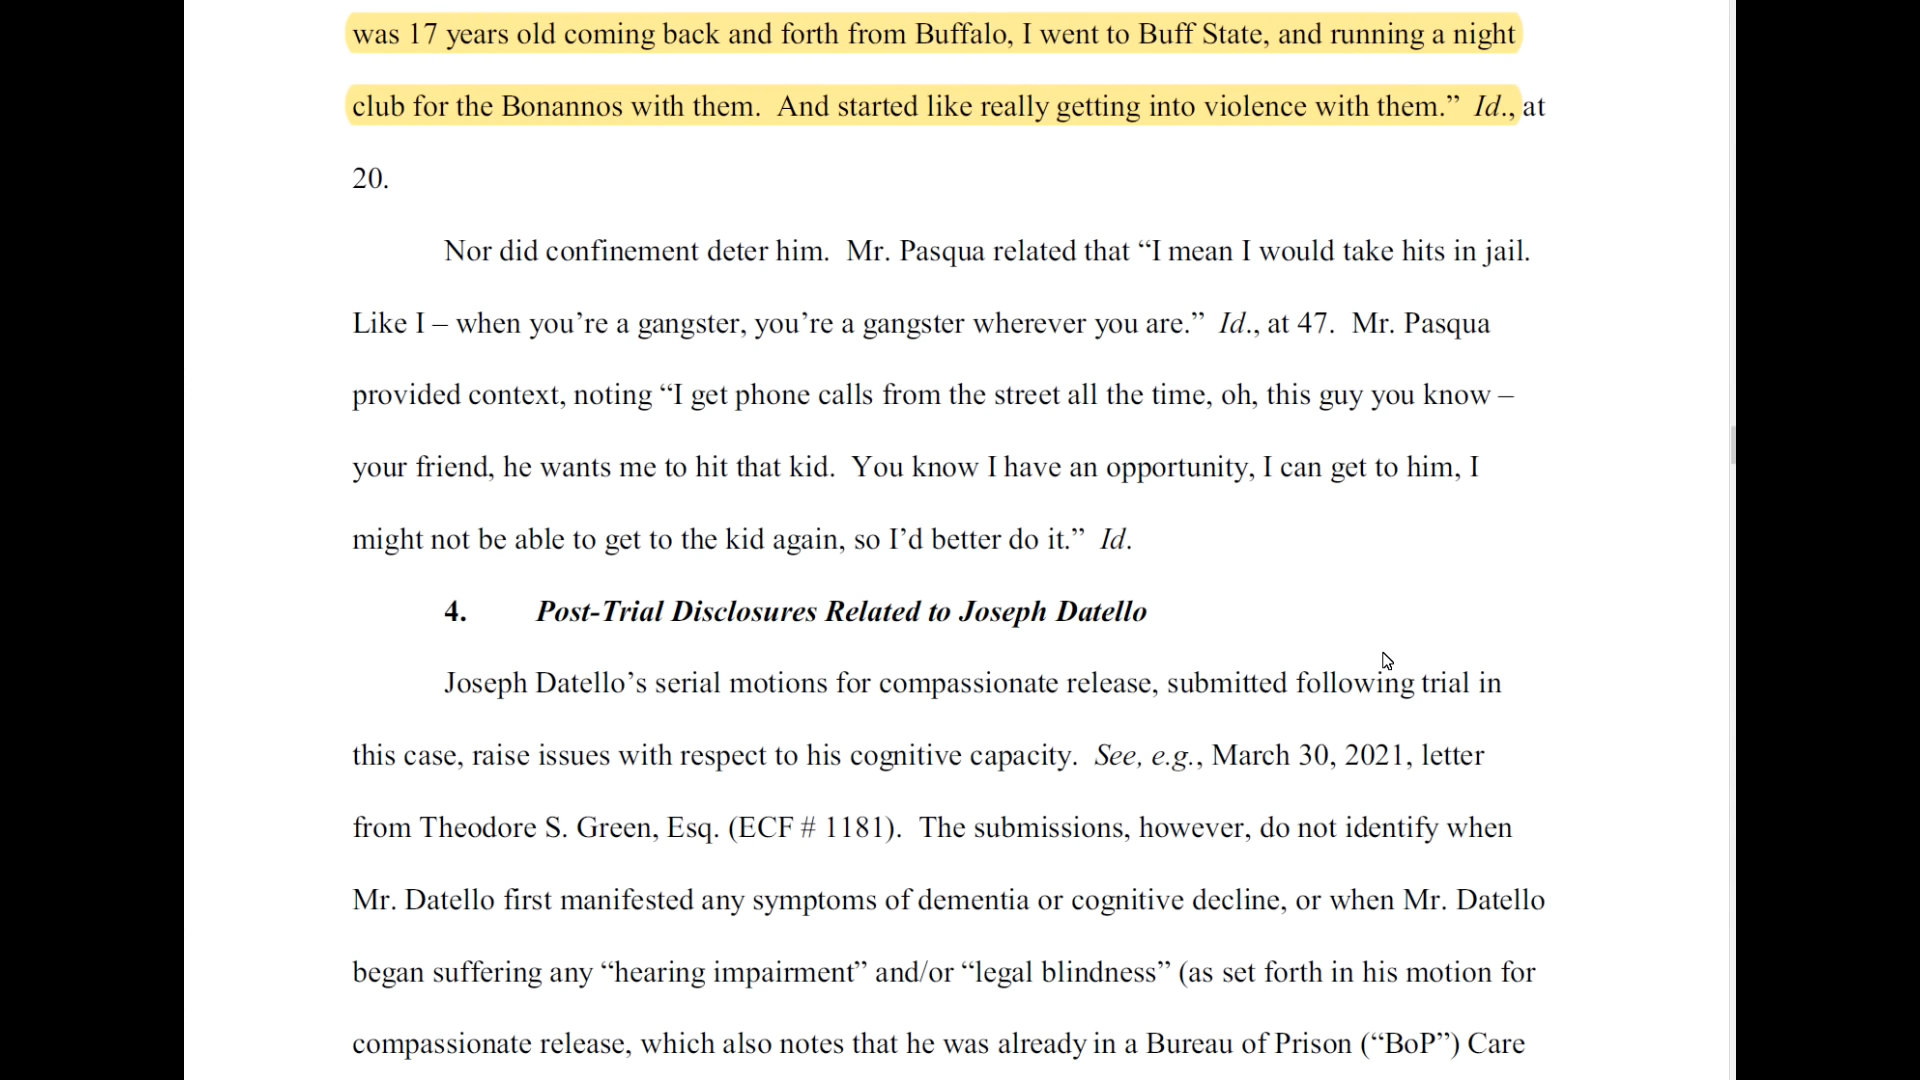 was 17 years old coming back and forth from Buffalo, I went to Buff State, and running a night
club for the Bonannos with them.  And started like really getting into violence with them.”  Id., at
20.
Nor did confinement deter him.  Mr. Pasqua related that “I mean I would take hits in jail.
Like I – when you’re a gangster, you’re a gangster wherever you are.”  Id., at 47.  Mr. Pasqua
provided context, noting “I get phone calls from the street all the time, oh, this guy you know –
your friend, he wants me to hit that kid.  You know I have an opportunity, I can get to him, I
might not be able to get to the kid again, so I’d better do it.”  Id.
4. Post-Trial Disclosures Related to Joseph Datello
Joseph Datello’s serial motions for compassionate release, submitted following trial in
this case, raise issues with respect to his cognitive capacity.  See, e.g., March 30, 2021, letter
from Theodore S. Green, Esq. (ECF # 1181).  The submissions, however, do not identify when
Mr. Datello first manifested any symptoms of dementia or cognitive decline, or when Mr. Datello
began suffering any “hearing impairment” and/or “legal blindness” (as set forth in his motion for
compassionate release, which also notes that he was already in a Bureau of Prison (“BoP”) Care